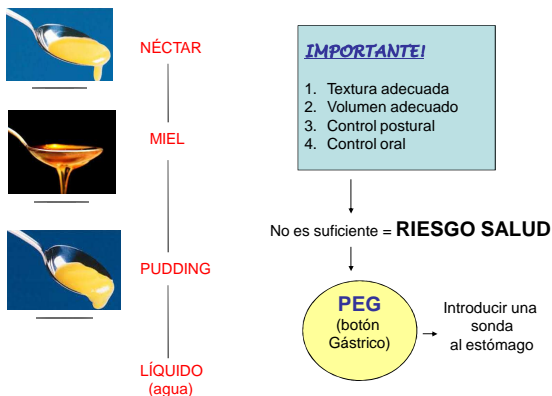 NÉCTAR
MIEL
PUDDING
LÍQUIDO
(agua)
IMPORTANTE!
1. Textura adecuada
2. Volumen adecuado
3. Control postural
4. Control oral
No es suficiente = RIESGO SALUD
PEG
(botón
Gástrico)
Introducir una
sonda
al estómago